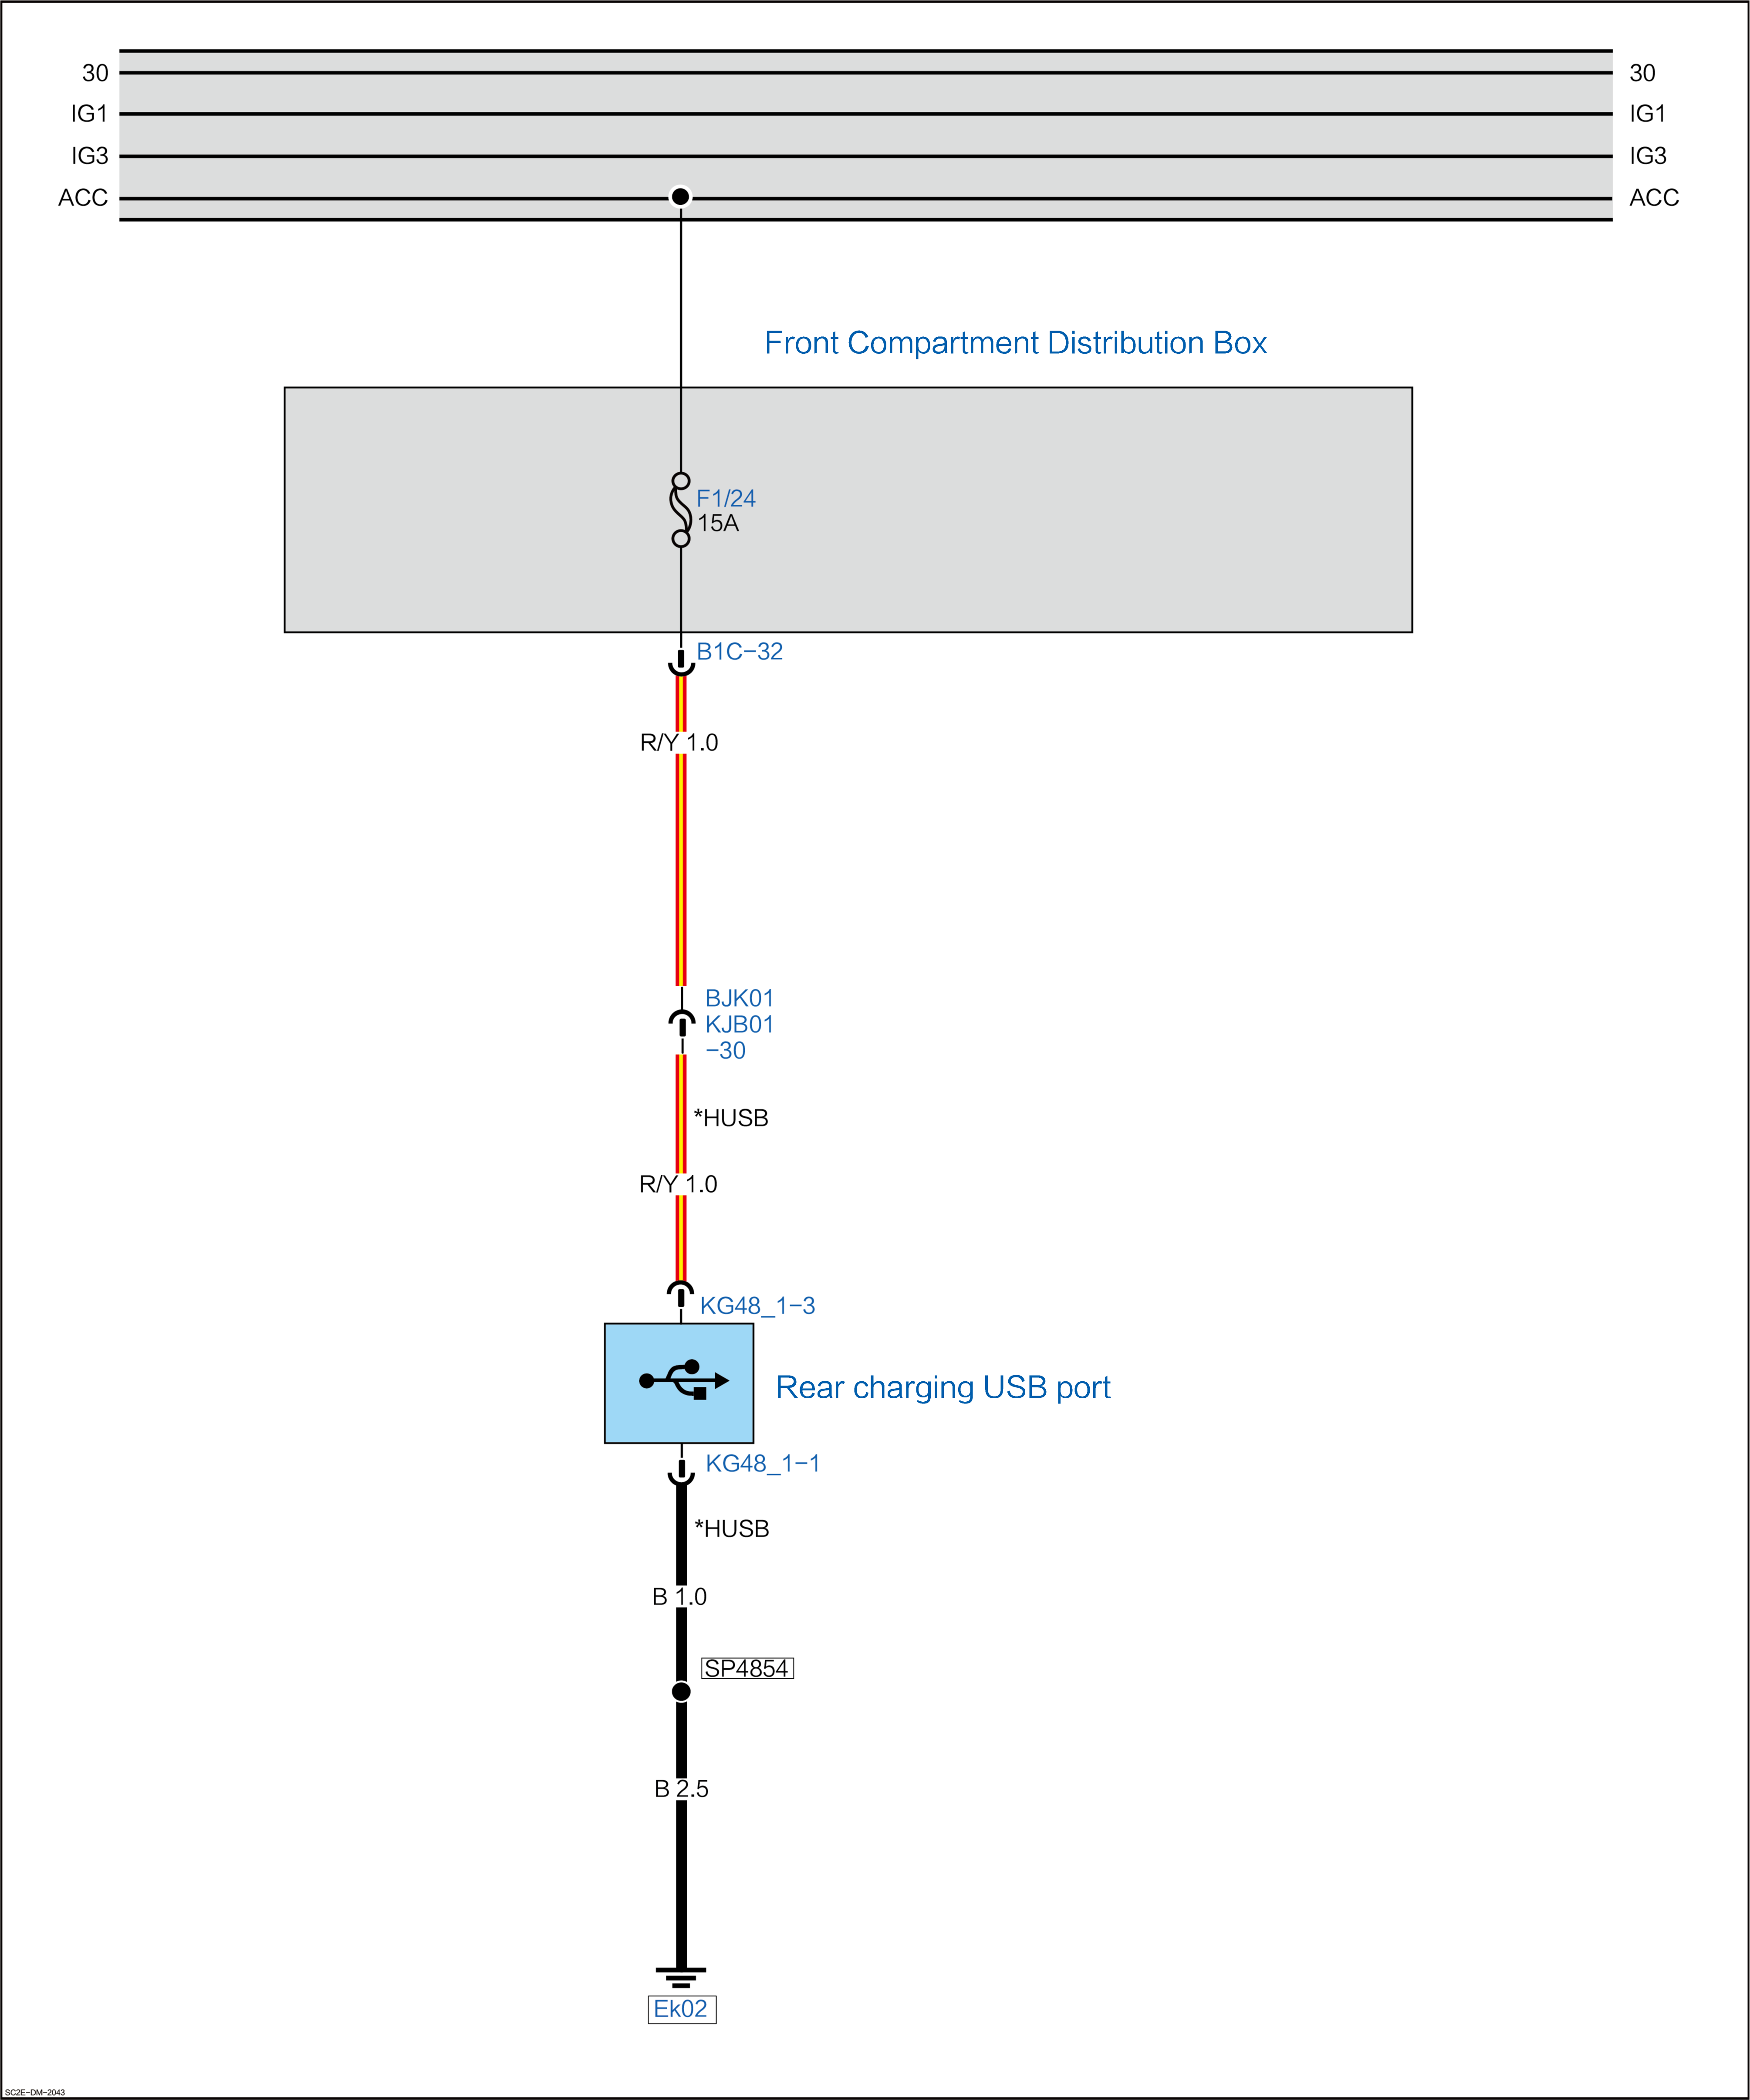 30 30
IG1 IG1
IG3 IG3
ACC ACC
Front Compartment Distribution Box
F1/24
15A
B1C-32
R/Y 1.0
BJK01
KJB01
-30
*HUSB
R/Y 1.0
KG48_1-3
Rear charging USB port
KG48_1-1
*HUSB
B 1.0
SP4854
B 2.5
Ek02
SC2E-DM-2043